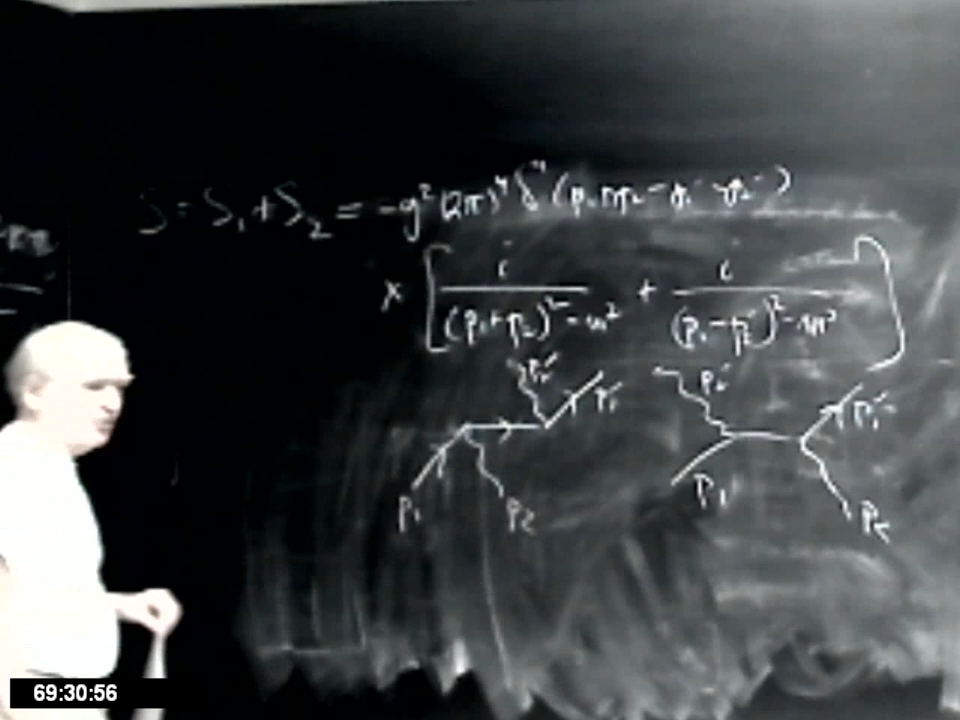 S = S₁ + S₂ = -g² (2π)⁴ δ⁴ (p₁ + p₂ - p₁' - p₂')
× [ i / ((p₁ + p₂)² - m²) + i / ((p₁ - p₂')² - m²) ]
p₂' p₁' p₂' p₁'
p₁ p₂ p₁ p₂
69:30:56